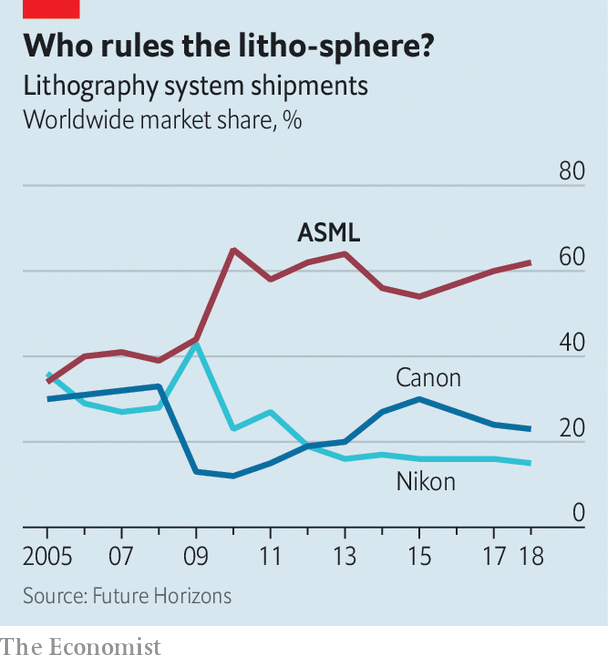 Who rules the litho-sphere?
Lithography system shipments
Worldwide market share, %
80
ASML
60
40
Canon
20
Nikon
0
2005 07 09 11 13 15 17 18
Source: Future Horizons
The Economist